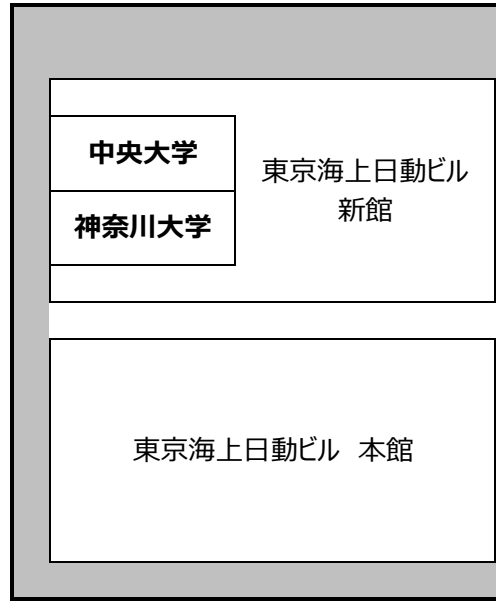 中央大学
東京海上日動ビル
新館
神奈川大学
東京海上日動ビル 本館